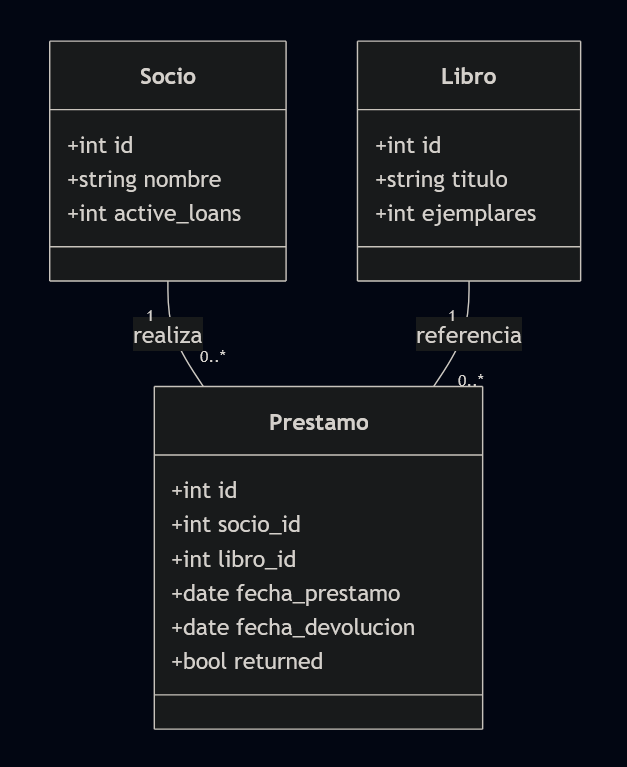 Socio
+int id
+string nombre
+int active_loans
Libro
+int id
+string titulo
+int ejemplares
1
realiza
0..*
1
referencia
0..*
Prestamo
+int id
+int socio_id
+int libro_id
+date fecha_prestamo
+date fecha_devolucion
+bool returned